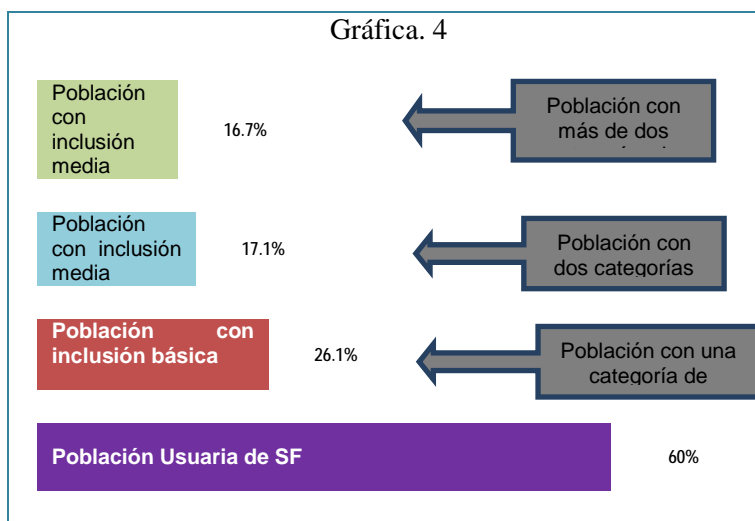 Gráfica. 4
Población
con
inclusión
media
16.7%
Población con
más de dos
Población
con inclusión
media
17.1%
Población con
dos categorías
Población con
inclusión básica
26.1%
Población con una
categoría de
Población Usuaria de SF
60%